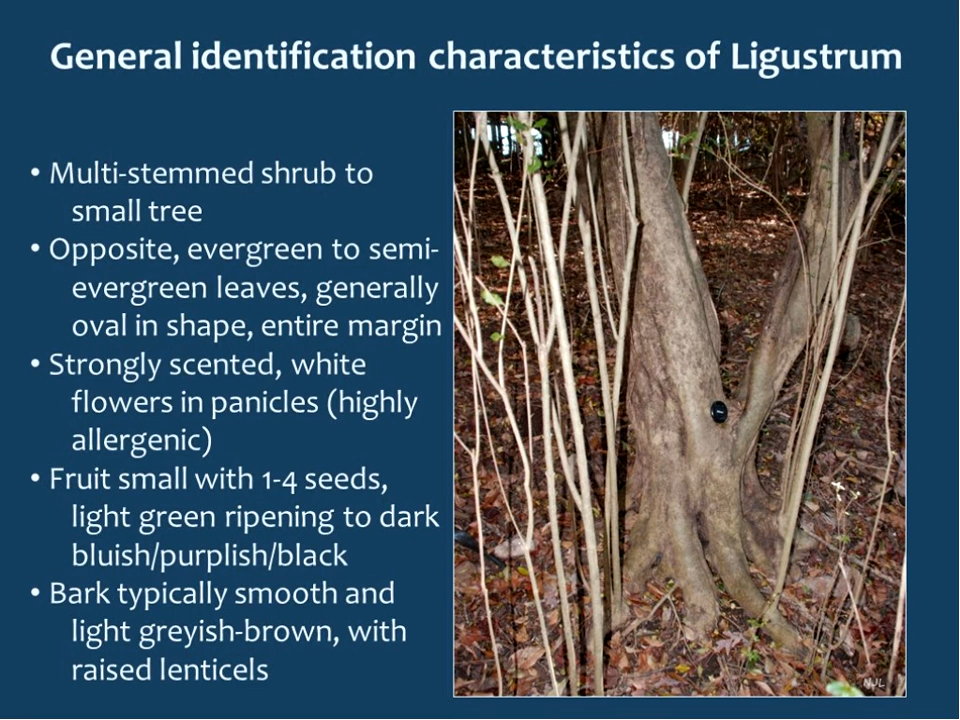 General identification characteristics of Ligustrum
• Multi-stemmed shrub to
small tree
• Opposite, evergreen to semi-
evergreen leaves, generally
oval in shape, entire margin
• Strongly scented, white
flowers in panicles (highly
allergenic)
• Fruit small with 1-4 seeds,
light green ripening to dark
bluish/purplish/black
• Bark typically smooth and
light greyish-brown, with
raised lenticels
NJL